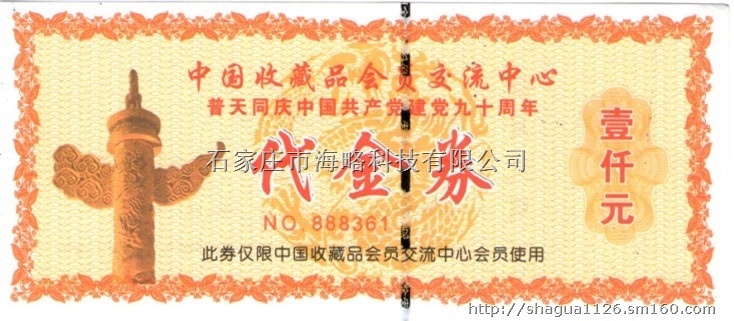 中国收藏品会员交流中心
普天同庆中国共产党建党九十周年
石家庄市海略科技有限公司
代金券
壹仟元
NO.888361
此券仅限中国收藏品会员交流中心会员使用
http://shagua1126.sm160.com